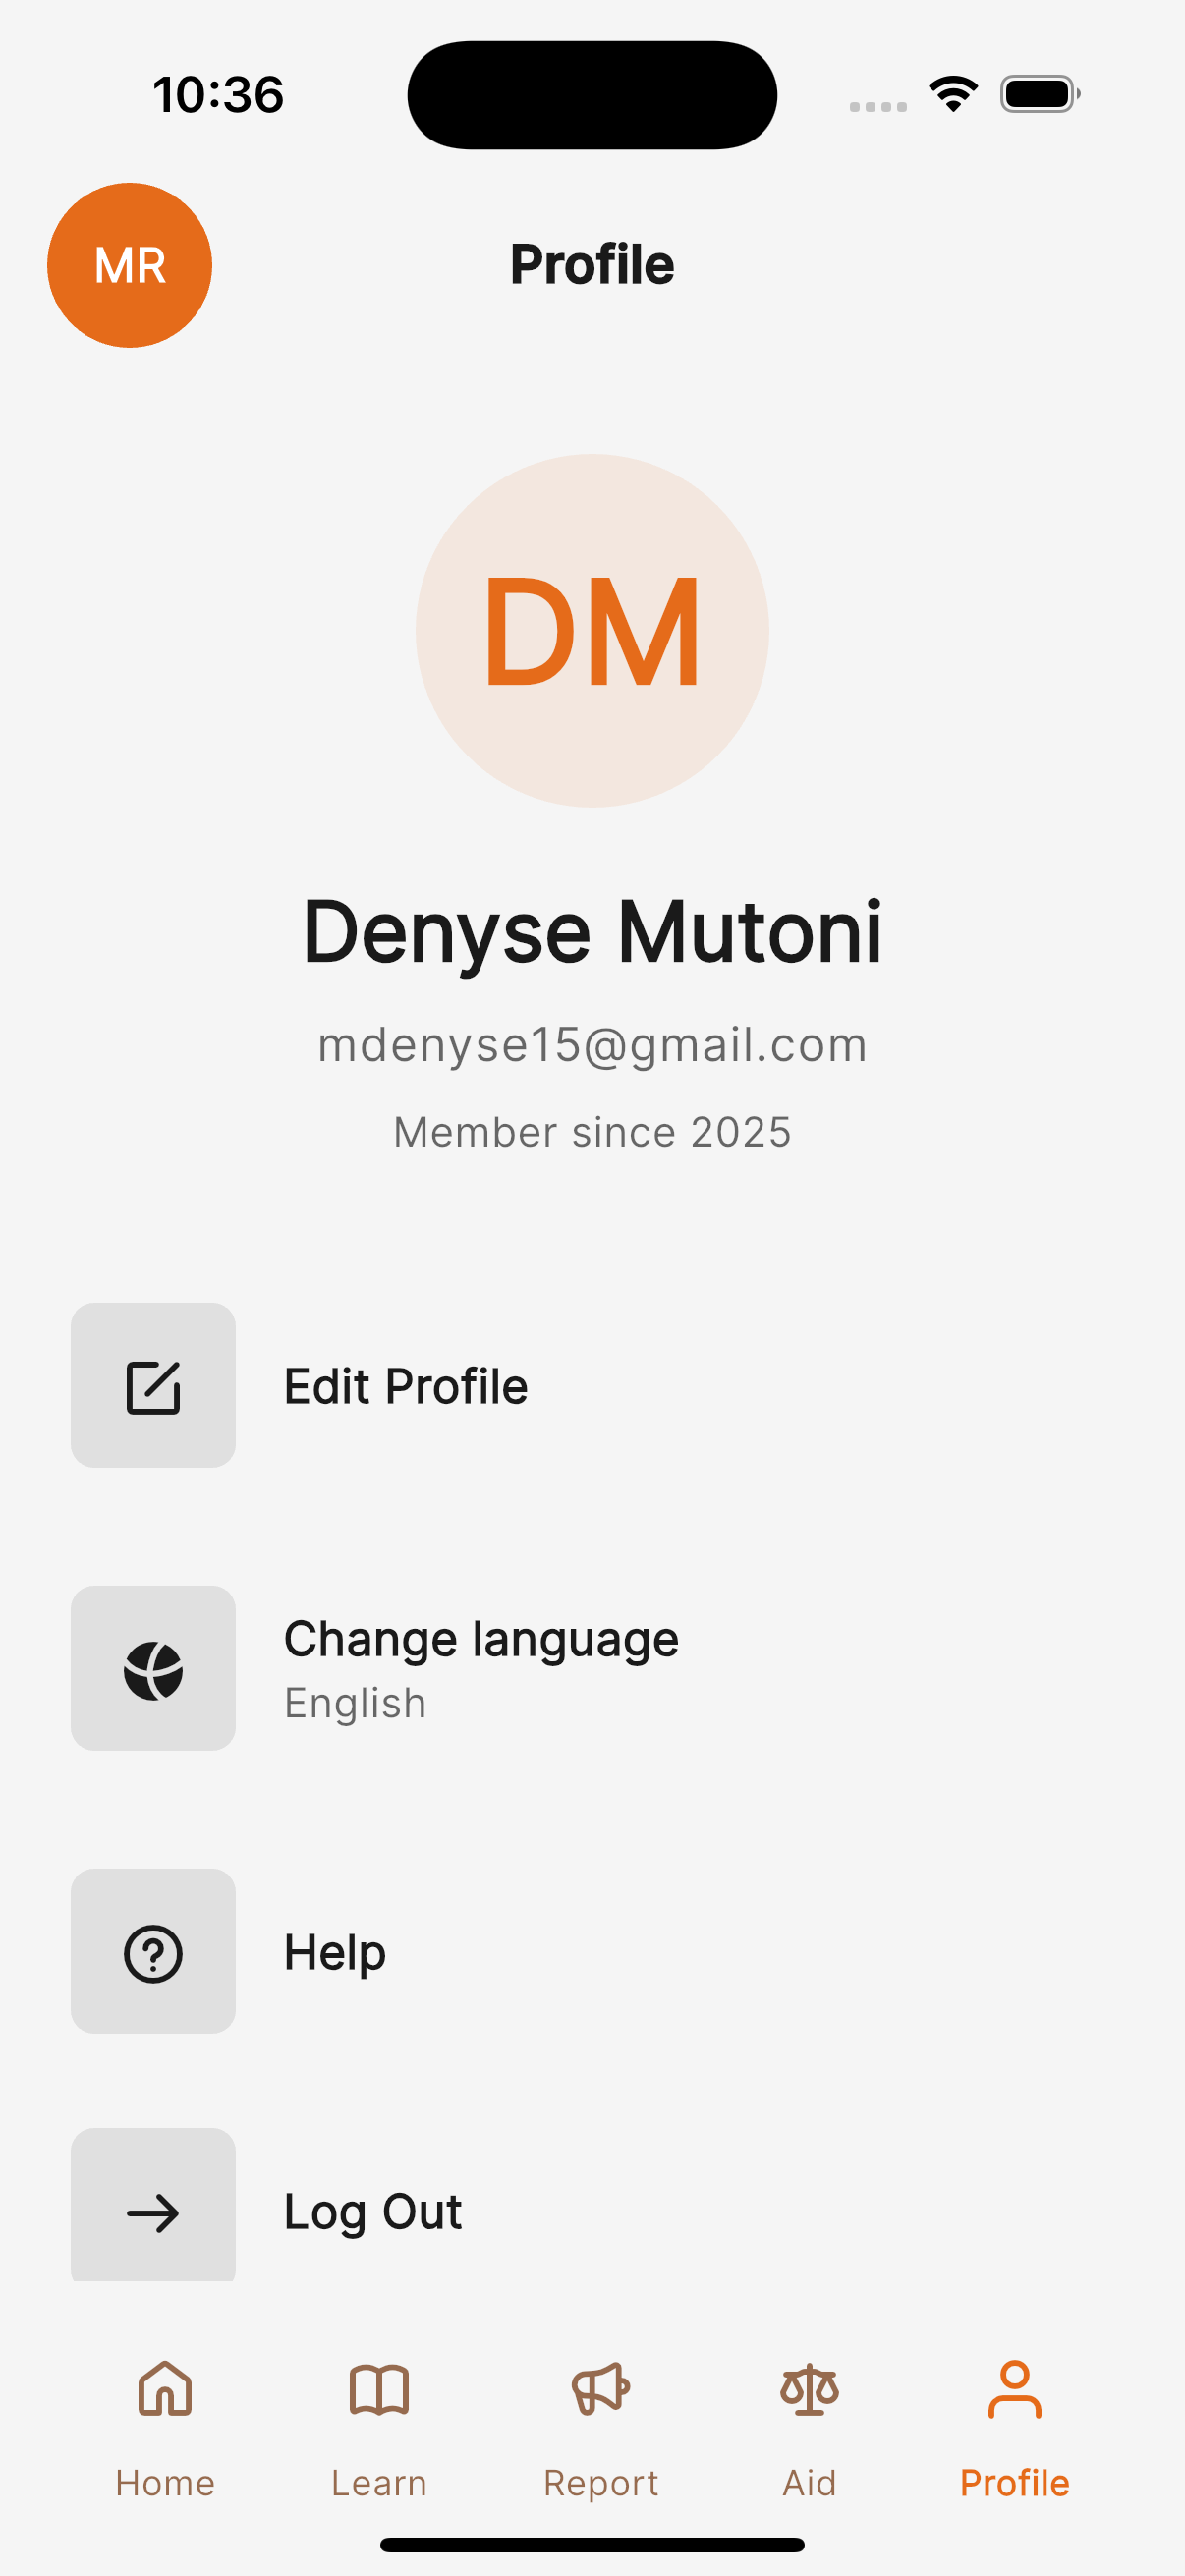 10:36
MR
Profile
DM
Denyse Mutoni
mdenyse15@gmail.com
Member since 2025
Edit Profile
Change language
English
Help
Log Out
Home Learn Report Aid Profile